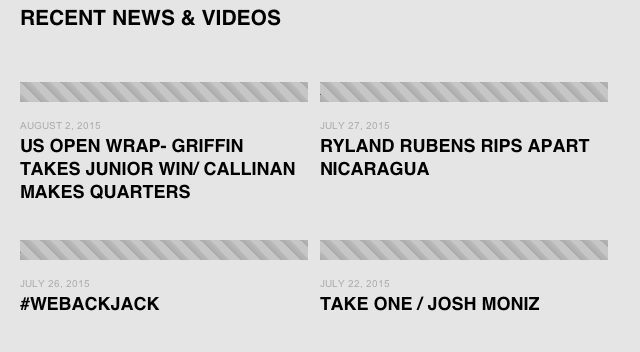 RECENT NEWS & VIDEOS
AUGUST 2, 2015
US OPEN WRAP- GRIFFIN
TAKES JUNIOR WIN/ CALLINAN
MAKES QUARTERS
JULY 27, 2015
RYLAND RUBENS RIPS APART
NICARAGUA
JULY 26, 2015
#WEBACKJACK
JULY 22, 2015
TAKE ONE / JOSH MONIZ